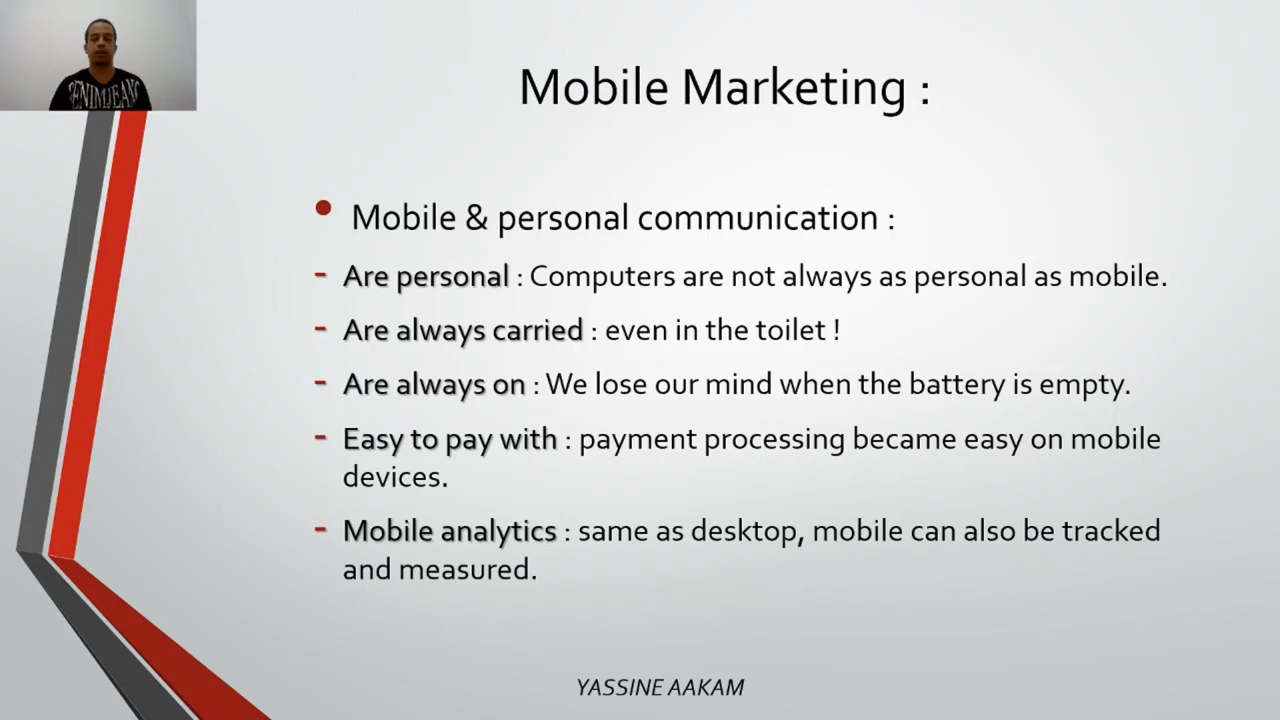 Mobile Marketing :
• Mobile & personal communication :
- Are personal : Computers are not always as personal as mobile.
- Are always carried : even in the toilet !
- Are always on : We lose our mind when the battery is empty.
- Easy to pay with : payment processing became easy on mobile
devices.
- Mobile analytics : same as desktop, mobile can also be tracked
and measured.
YASSINE AAKAM